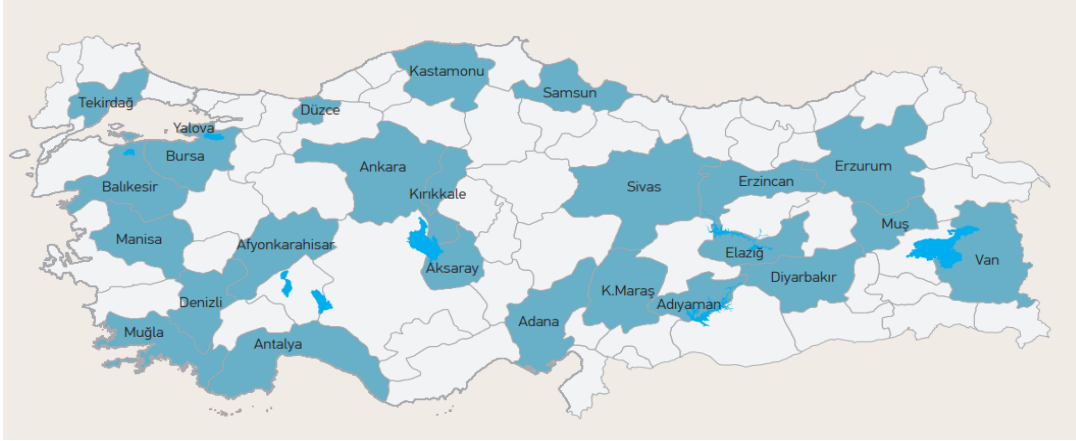 Kastamonu
Samsun
Tekirdağ
Düzce
Yalova
Bursa
Ankara
Erzurum
Erzincan
Balıkesir
Kırıkkale
Sivas
Muş
Manisa
Afyonkarahisar
Elazığ
Van
Aksaray
Diyarbakır
K.Maraş
Denizli
Adıyaman
Adana
Muğla
Antalya